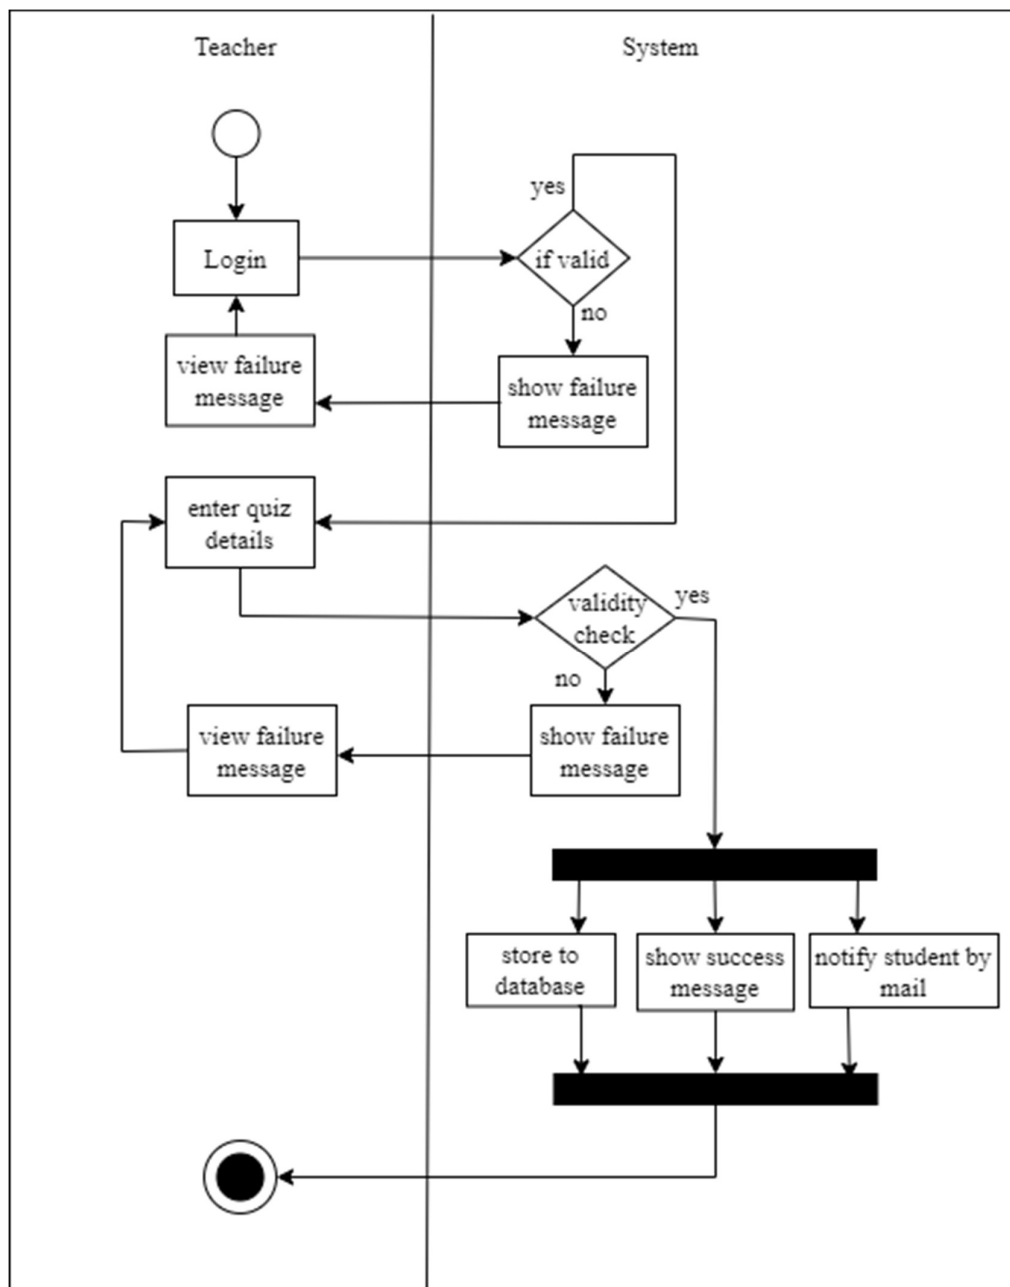 Teacher
System
yes
Login
if valid
no
view failure
message
show failure
message
enter quiz
details
validity
check
yes
no
view failure
message
show failure
message
store to
database
show success
message
notify student by
mail